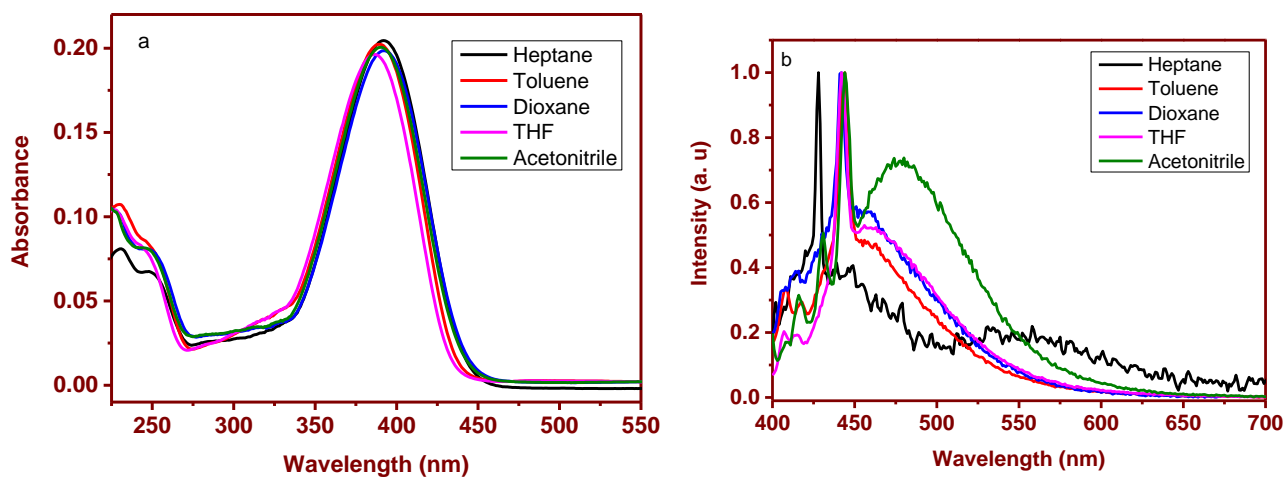 a
Heptane
Toluene
Dioxane
THF
Acetonitrile
Absorbance
0.20
0.15
0.10
0.05
0.00
250 300 350 400 450 500 550
Wavelength (nm)
b
Heptane
Toluene
Dioxane
THF
Acetonitrile
Intensity (a. u)
1.0
0.8
0.6
0.4
0.2
0.0
400 450 500 550 600 650 700
Wavelength (nm)